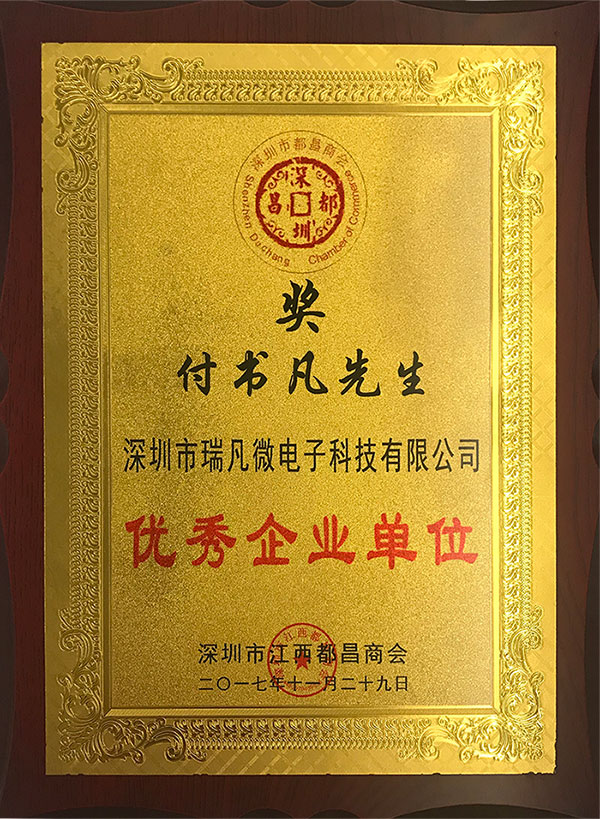 深圳市都昌商会
Shenzhen Duchang Chamber of Commerce
深
昌 都
圳
奖
付书凡先生
深圳市瑞凡微电子科技有限公司
优秀企业单位
深圳市江西都昌商会
二〇一七年十一月二十九日